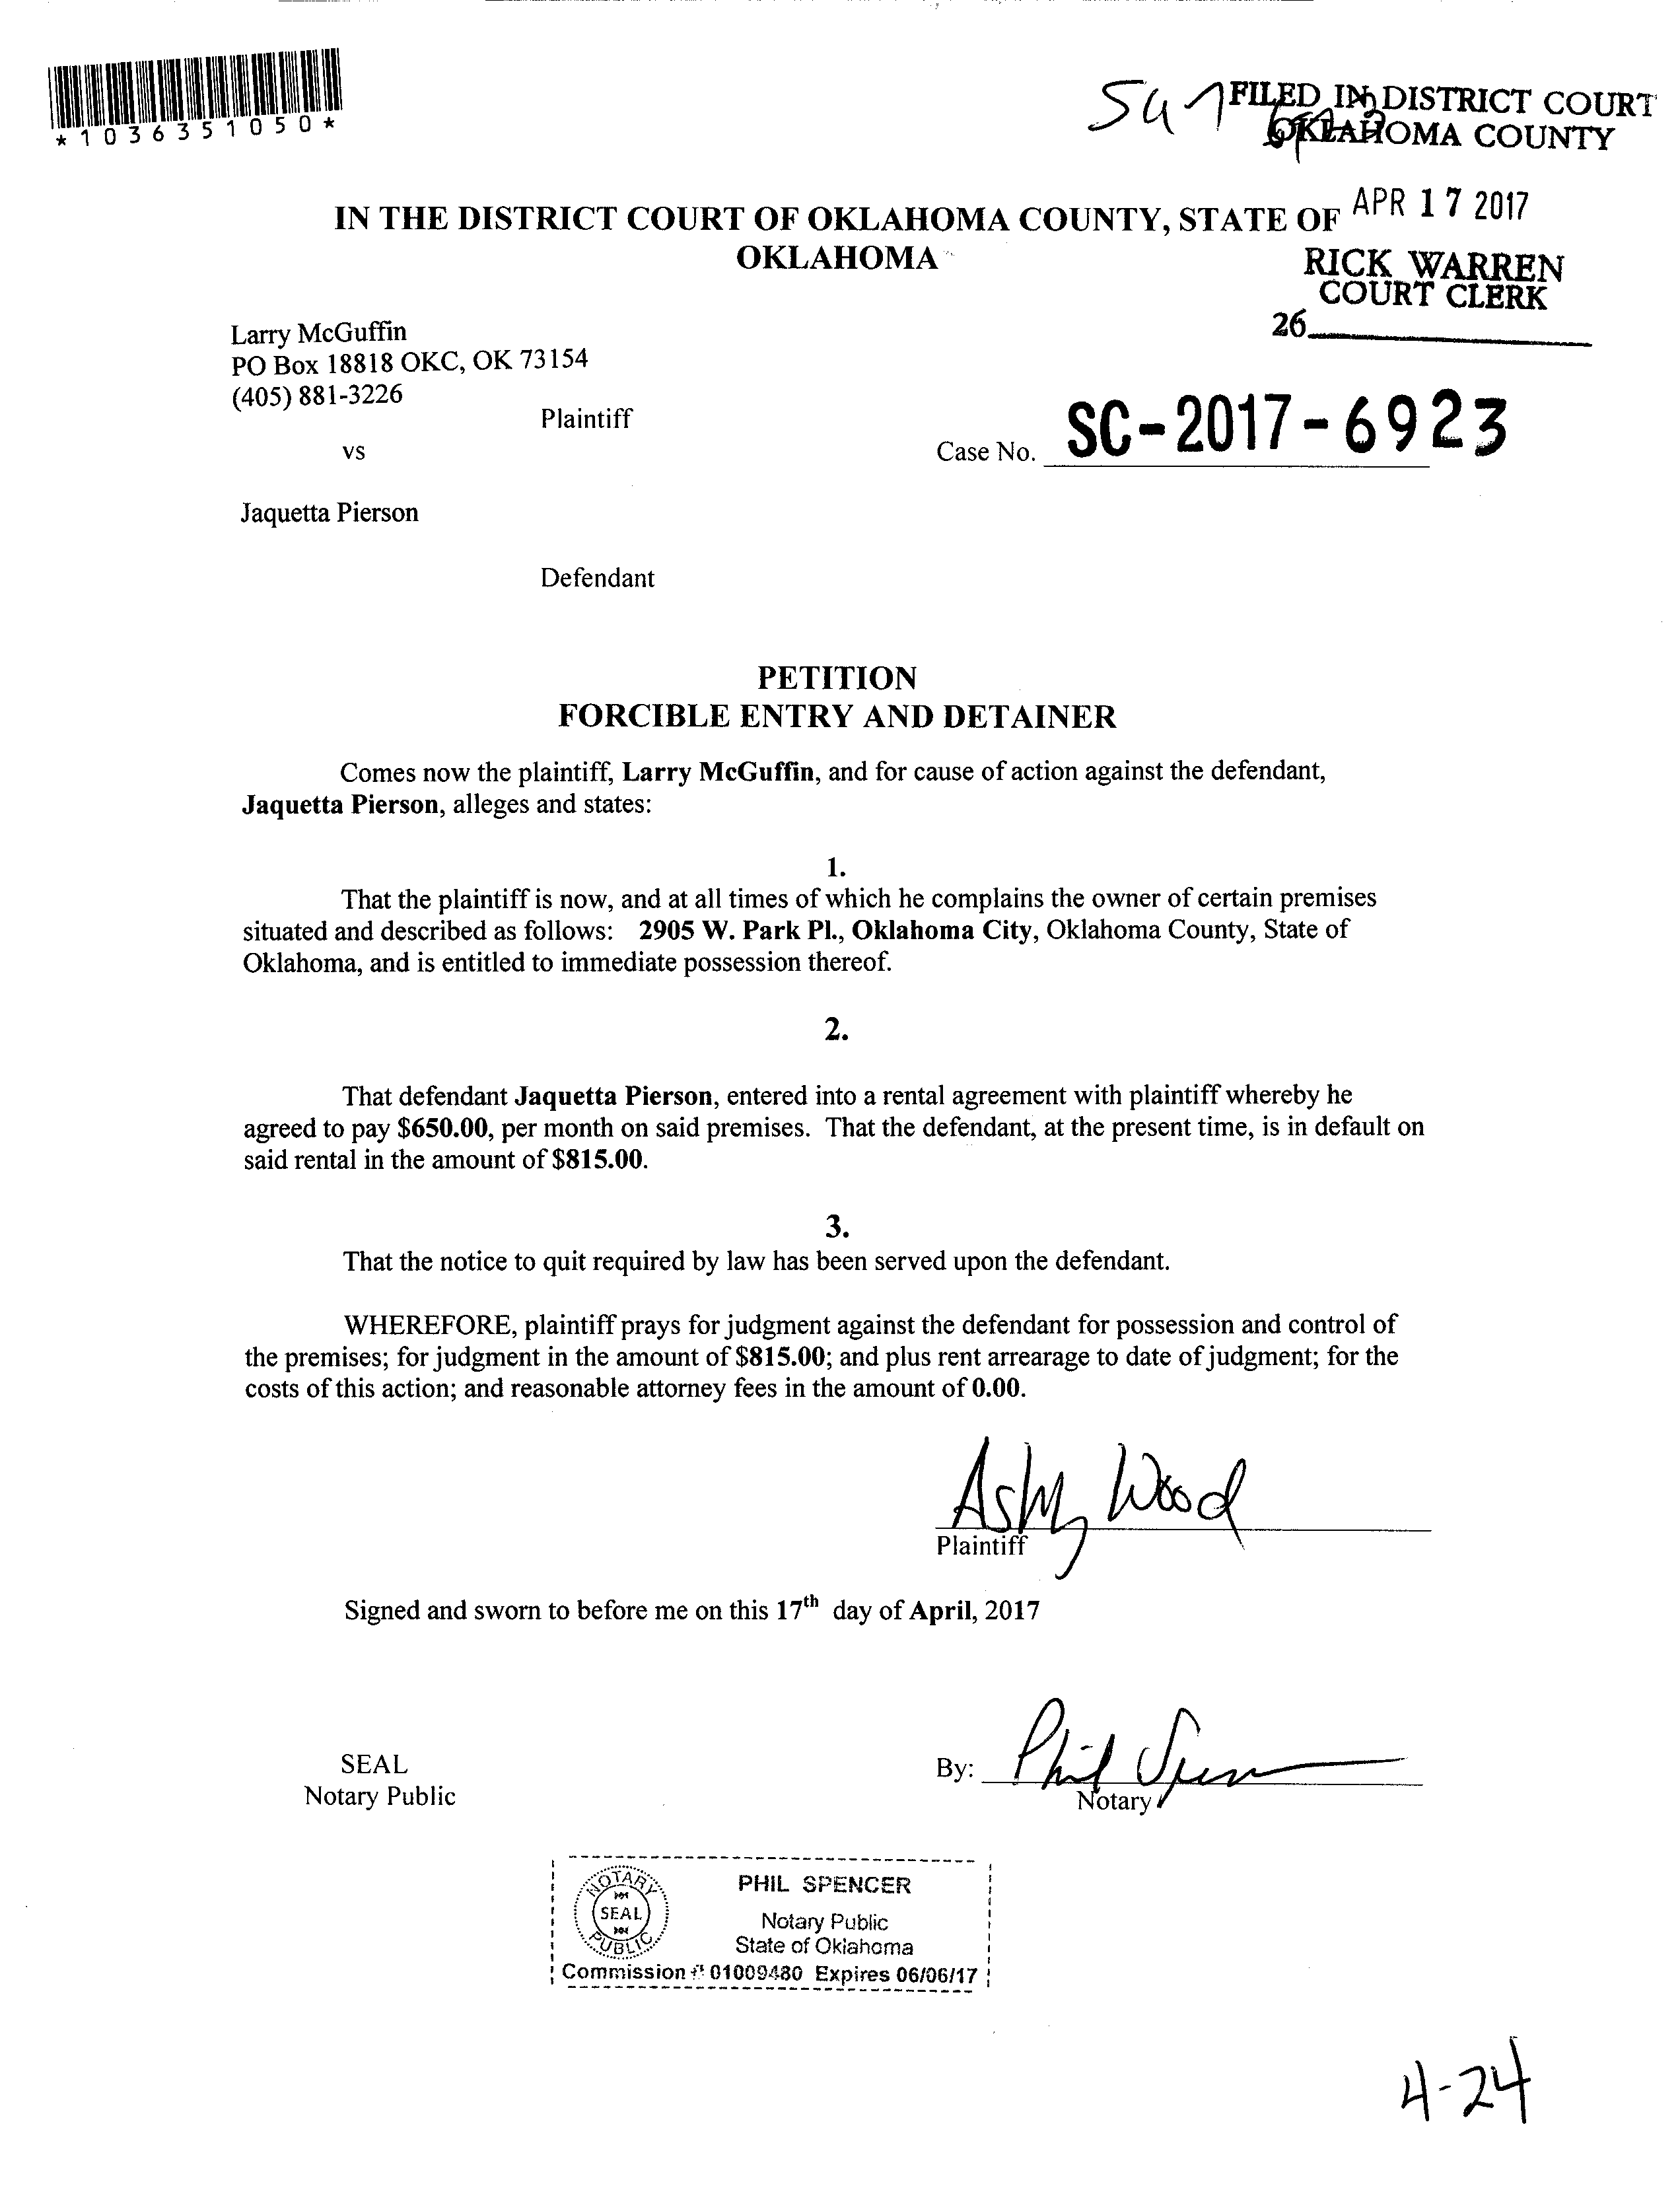 *1036351050*
FILED IN DISTRICT COURT
OKLAHOMA COUNTY
APR 17 2017
IN THE DISTRICT COURT OF OKLAHOMA COUNTY, STATE OF
OKLAHOMA
RICK WARREN
COURT CLERK
26
Larry McGuffin
PO Box 18818 OKC, OK 73154
(405) 881-3226
Plaintiff
vs
Case No. SC-2017-6923
Jaquetta Pierson
Defendant
PETITION
FORCIBLE ENTRY AND DETAINER
Comes now the plaintiff, Larry McGuffin, and for cause of action against the defendant,
Jaquetta Pierson, alleges and states:
1.
That the plaintiff is now, and at all times of which he complains the owner of certain premises
situated and described as follows: 2905 W. Park Pl., Oklahoma City, Oklahoma County, State of
Oklahoma, and is entitled to immediate possession thereof.
2.
That defendant Jaquetta Pierson, entered into a rental agreement with plaintiff whereby he
agreed to pay $650.00, per month on said premises. That the defendant, at the present time, is in default on
said rental in the amount of $815.00.
3.
That the notice to quit required by law has been served upon the defendant.
WHEREFORE, plaintiff prays for judgment against the defendant for possession and control of
the premises; for judgment in the amount of $815.00; and plus rent arrearage to date of judgment; for the
costs of this action; and reasonable attorney fees in the amount of 0.00.
Wood
Plaintiff
Signed and sworn to before me on this 17th day of April, 2017
SEAL
Notary Public
By: Phil
Notary
NOTARY
SEAL
PUBLIC
PHIL SPENCER
Notary Public
State of Oklahoma
Commission # 01009480 Expires 06/06/17
4-24